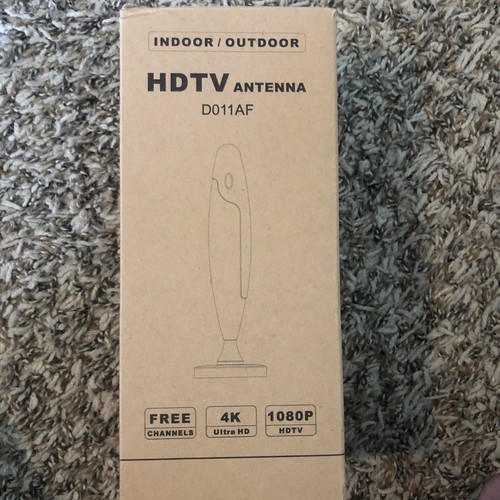 INDOOR / OUTDOOR
HDTV ANTENNA
D011AF
FREE
CHANNELS
4K
Ultra HD
1080P
HDTV